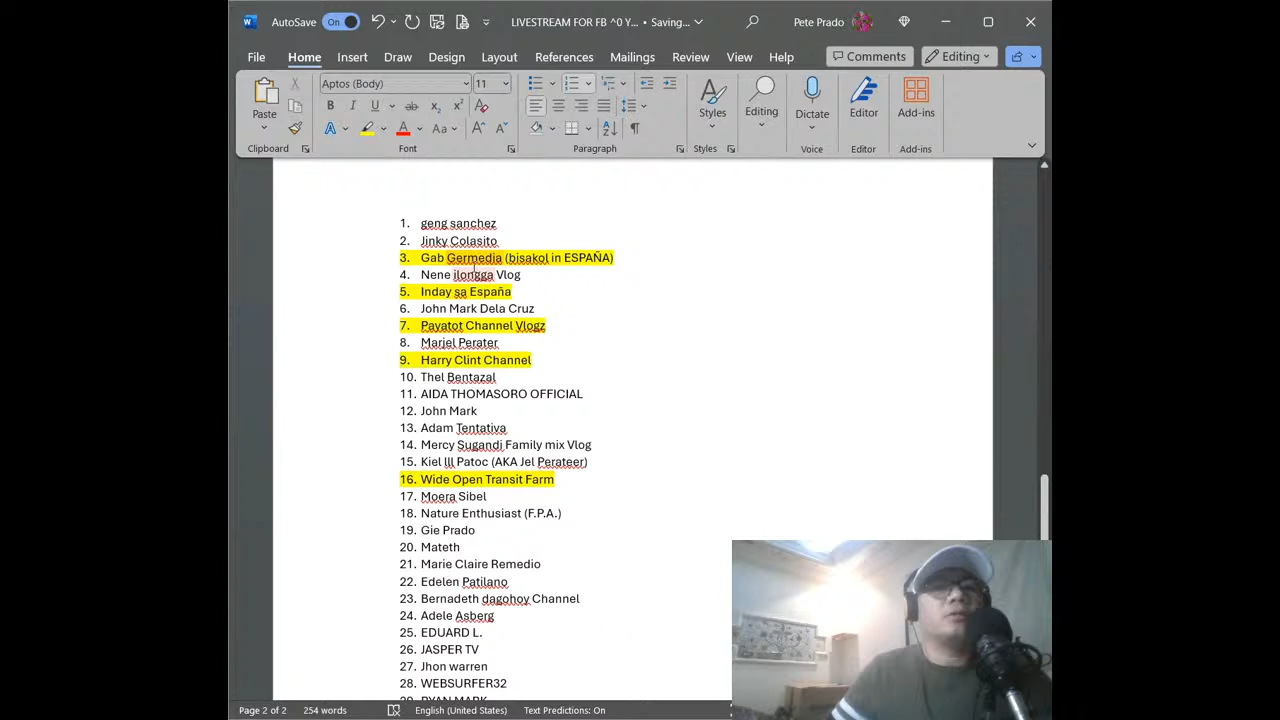 AutoSave On LIVESTREAM FOR FB ^0 Y... • Saving... Pete Prado
File Home Insert Draw Design Layout References Mailings Review View Help Comments Editing
Paste
Clipboard
Aptos (Body) 11
Font
Paragraph
Styles
Styles
Editing
Dictate
Voice
Editor
Editor
Add-ins
Add-ins
1. geng sanchez
2. Jinky Colasito
3. Gab Germedia (bisakol in ESPAÑA)
4. Nene ilongga Vlog
5. Inday sa España
6. John Mark Dela Cruz
7. Payatot Channel Vlogz
8. Marjel Perater
9. Harry Clint Channel
10. Thel Bentazal
11. AIDA THOMASORO OFFICIAL
12. John Mark
13. Adam Tentativa
14. Mercy Sugandi Family mix Vlog
15. Kiel lll Patoc (AKA Jel Perateer)
16. Wide Open Transit Farm
17. Moera Sibel
18. Nature Enthusiast (F.P.A.)
19. Gie Prado
20. Mateth
21. Marie Claire Remedio
22. Edelen Patilano
23. Bernadeth dagohoy Channel
24. Adele Asberg
25. EDUARD L.
26. JASPER TV
27. Jhon warren
28. WEBSURFER32
29. RYAN MARK
Page 2 of 2 254 words English (United States) Text Predictions: On